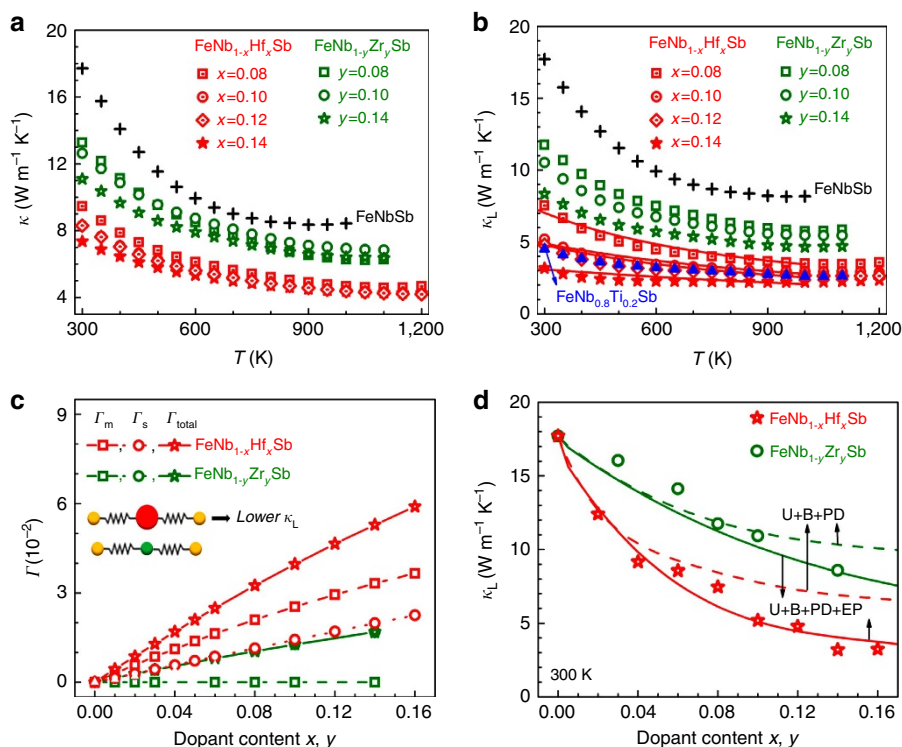 a
κ (W m⁻¹ K⁻¹)
20
16
12
8
4
300 600 900 1,200
T (K)
FeNb₁₋ₓHfₓSb FeNb₁₋yZrySb
x=0.08 y=0.08
x=0.10 y=0.10
x=0.12 y=0.14
x=0.14
FeNbSb
b
κL (W m⁻¹ K⁻¹)
20
15
10
5
0
300 600 900 1,200
T (K)
FeNb₁₋ₓHfₓSb FeNb₁₋yZrySb
x=0.08 y=0.08
x=0.10 y=0.10
x=0.12 y=0.14
x=0.14
FeNbSb
FeNb₀.₈Ti₀.₂Sb
c
Γ (10⁻²)
9
6
3
0
0.00 0.04 0.08 0.12 0.16
Dopant content x, y
Γm Γs Γtotal
, , FeNb₁₋ₓHfₓSb
, , FeNb₁₋yZrySb
Lower κL
d
κL (W m⁻¹ K⁻¹)
20
15
10
5
0
0.00 0.04 0.08 0.12 0.16
Dopant content x, y
FeNb₁₋ₓHfₓSb
FeNb₁₋yZrySb
U+B+PD
U+B+PD+EP
300 K